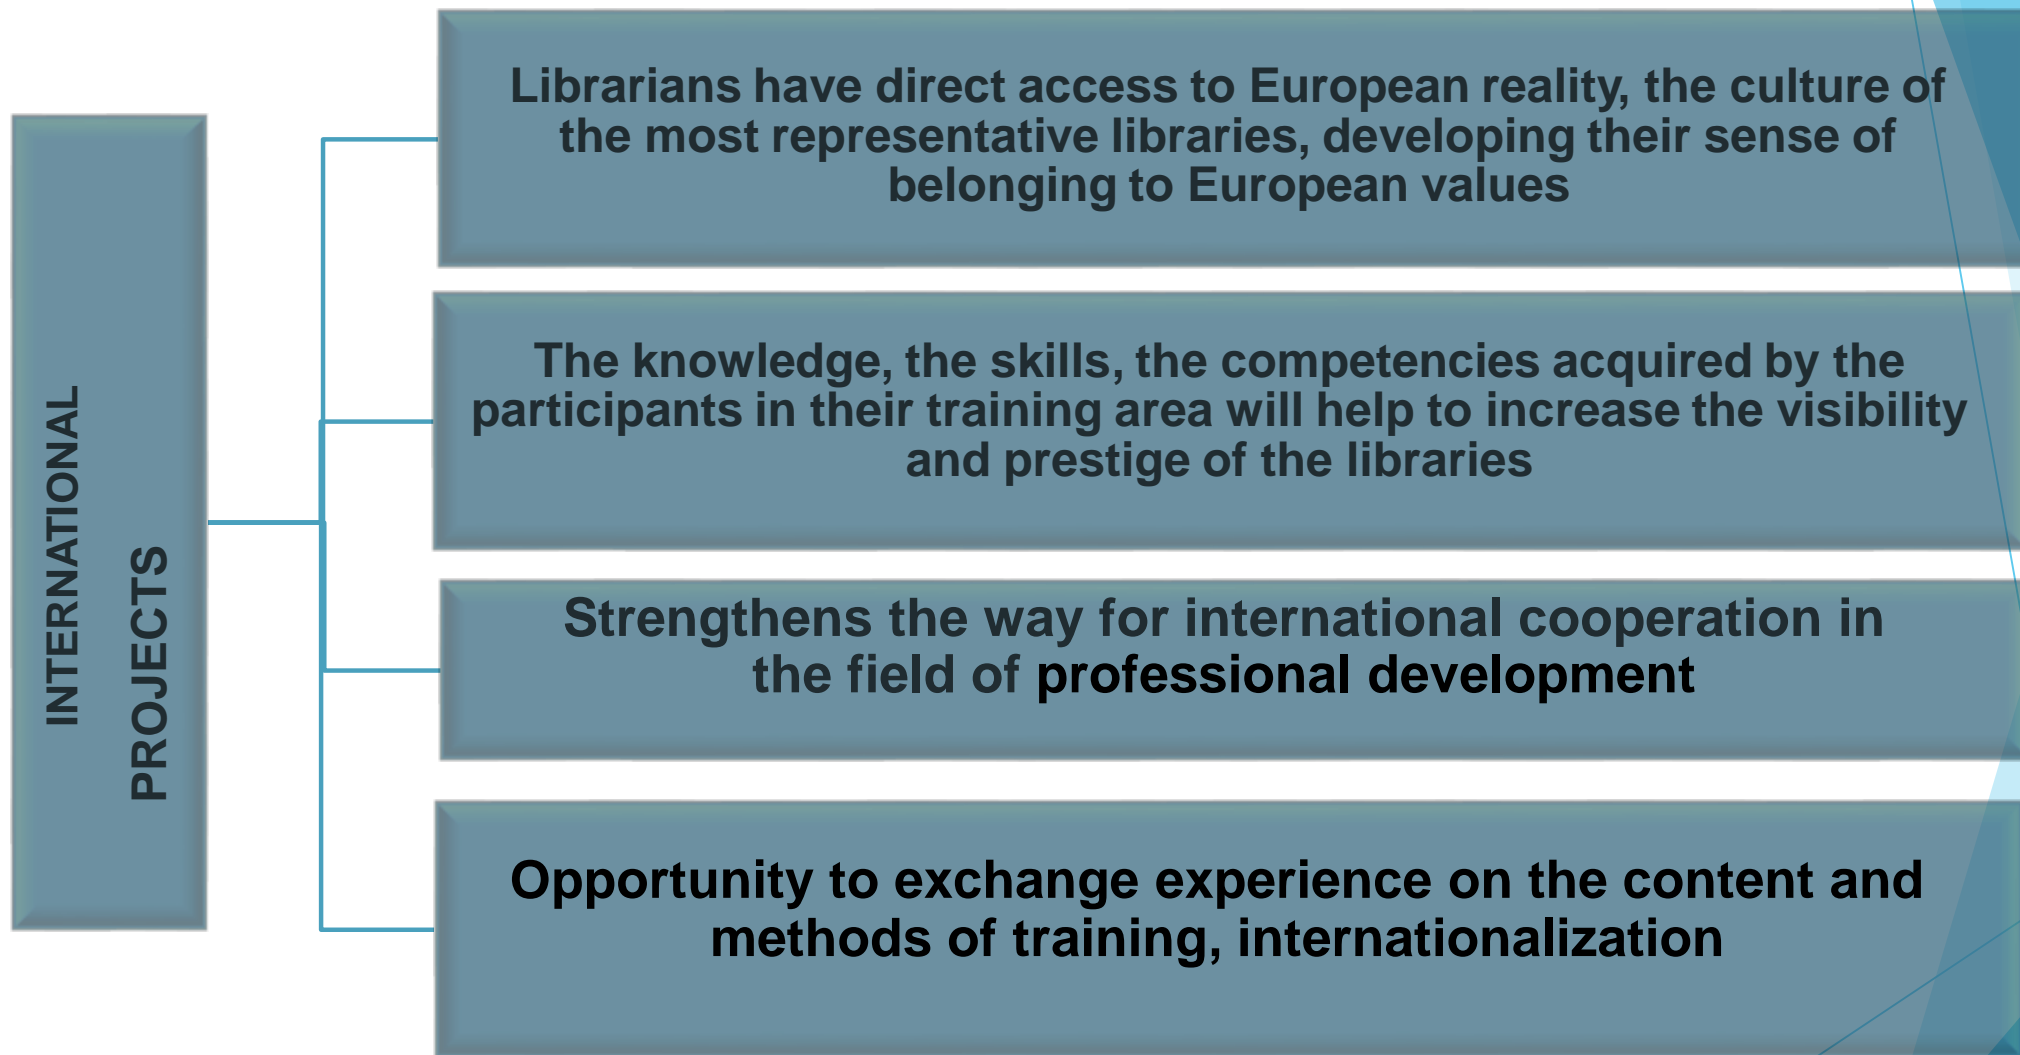 INTERNATIONAL
PROJECTS
Librarians have direct access to European reality, the culture of
the most representative libraries, developing their sense of
belonging to European values
The knowledge, the skills, the competencies acquired by the
participants in their training area will help to increase the visibility
and prestige of the libraries
Strengthens the way for international cooperation in
the field of professional development
Opportunity to exchange experience on the content and
methods of training, internationalization